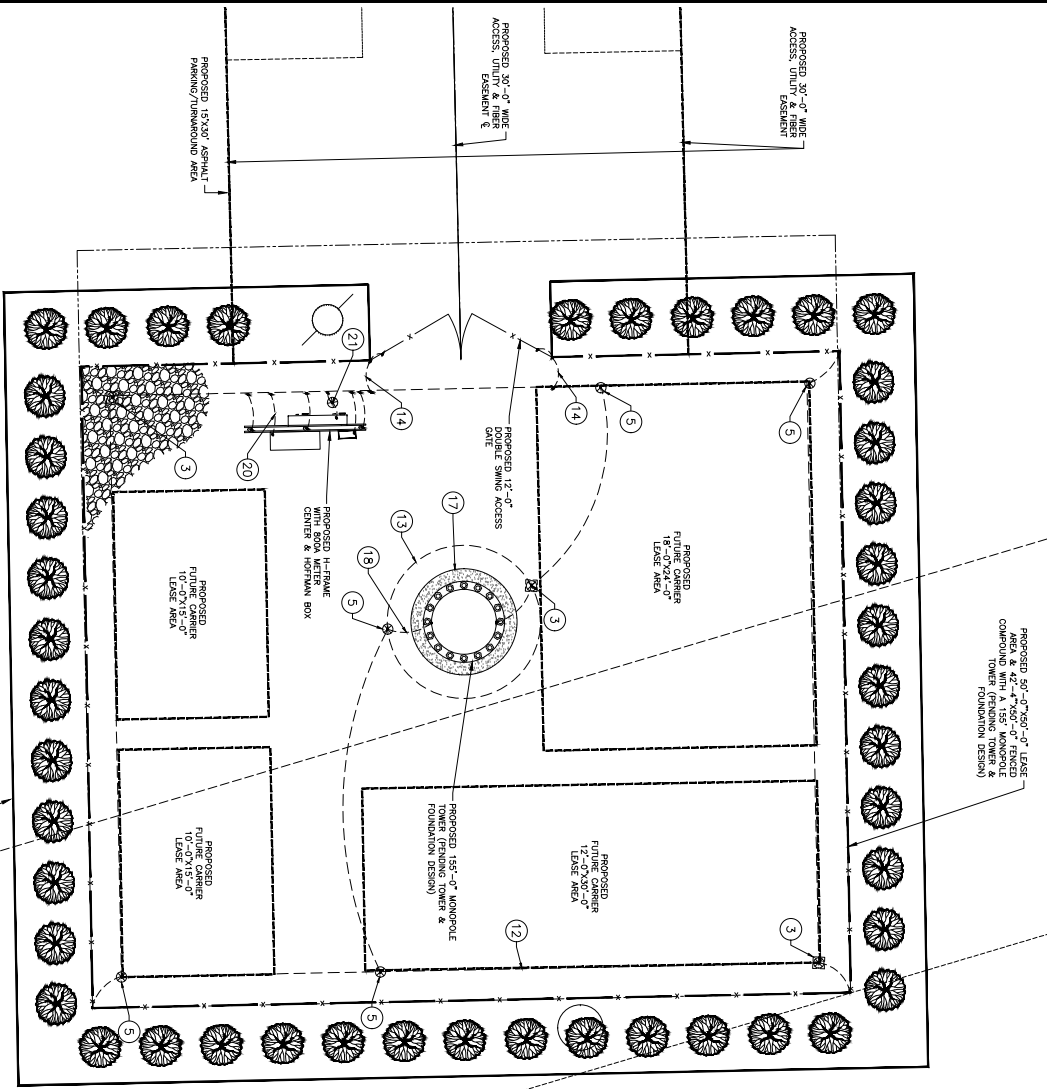 PROPOSED 30'-0" WIDE
ACCESS, UTILITY & FIBER
EASEMENT
PROPOSED 30'-0" WIDE
ACCESS, UTILITY & FIBER
EASEMENT ℄
PROPOSED 15'X30' ASPHALT
PARKING/TURNAROUND AREA
PROPOSED 50'-0"X50'-0" LEASE
AREA & 42'-4"X50'-0" FENCED
COMPOUND WITH A 155' MONOPOLE
TOWER (PENDING TOWER &
FOUNDATION DESIGN)
PROPOSED 12'-0"
DOUBLE SWING ACCESS
GATE
PROPOSED
FUTURE CARRIER
18'-0"X24'-0"
LEASE AREA
PROPOSED H-FRAME
WITH 800A METER
CENTER & HOFFMAN BOX
PROPOSED
FUTURE CARRIER
10'-0"X15'-0"
LEASE AREA
PROPOSED 155'-0" MONOPOLE
TOWER (PENDING TOWER &
FOUNDATION DESIGN)
PROPOSED
FUTURE CARRIER
12'-0"X30'-0"
LEASE AREA
PROPOSED
FUTURE CARRIER
10'-0"X15'-0"
LEASE AREA
21
14
14
5
5
3
20
17
13
18
5
3
12
3
5
5